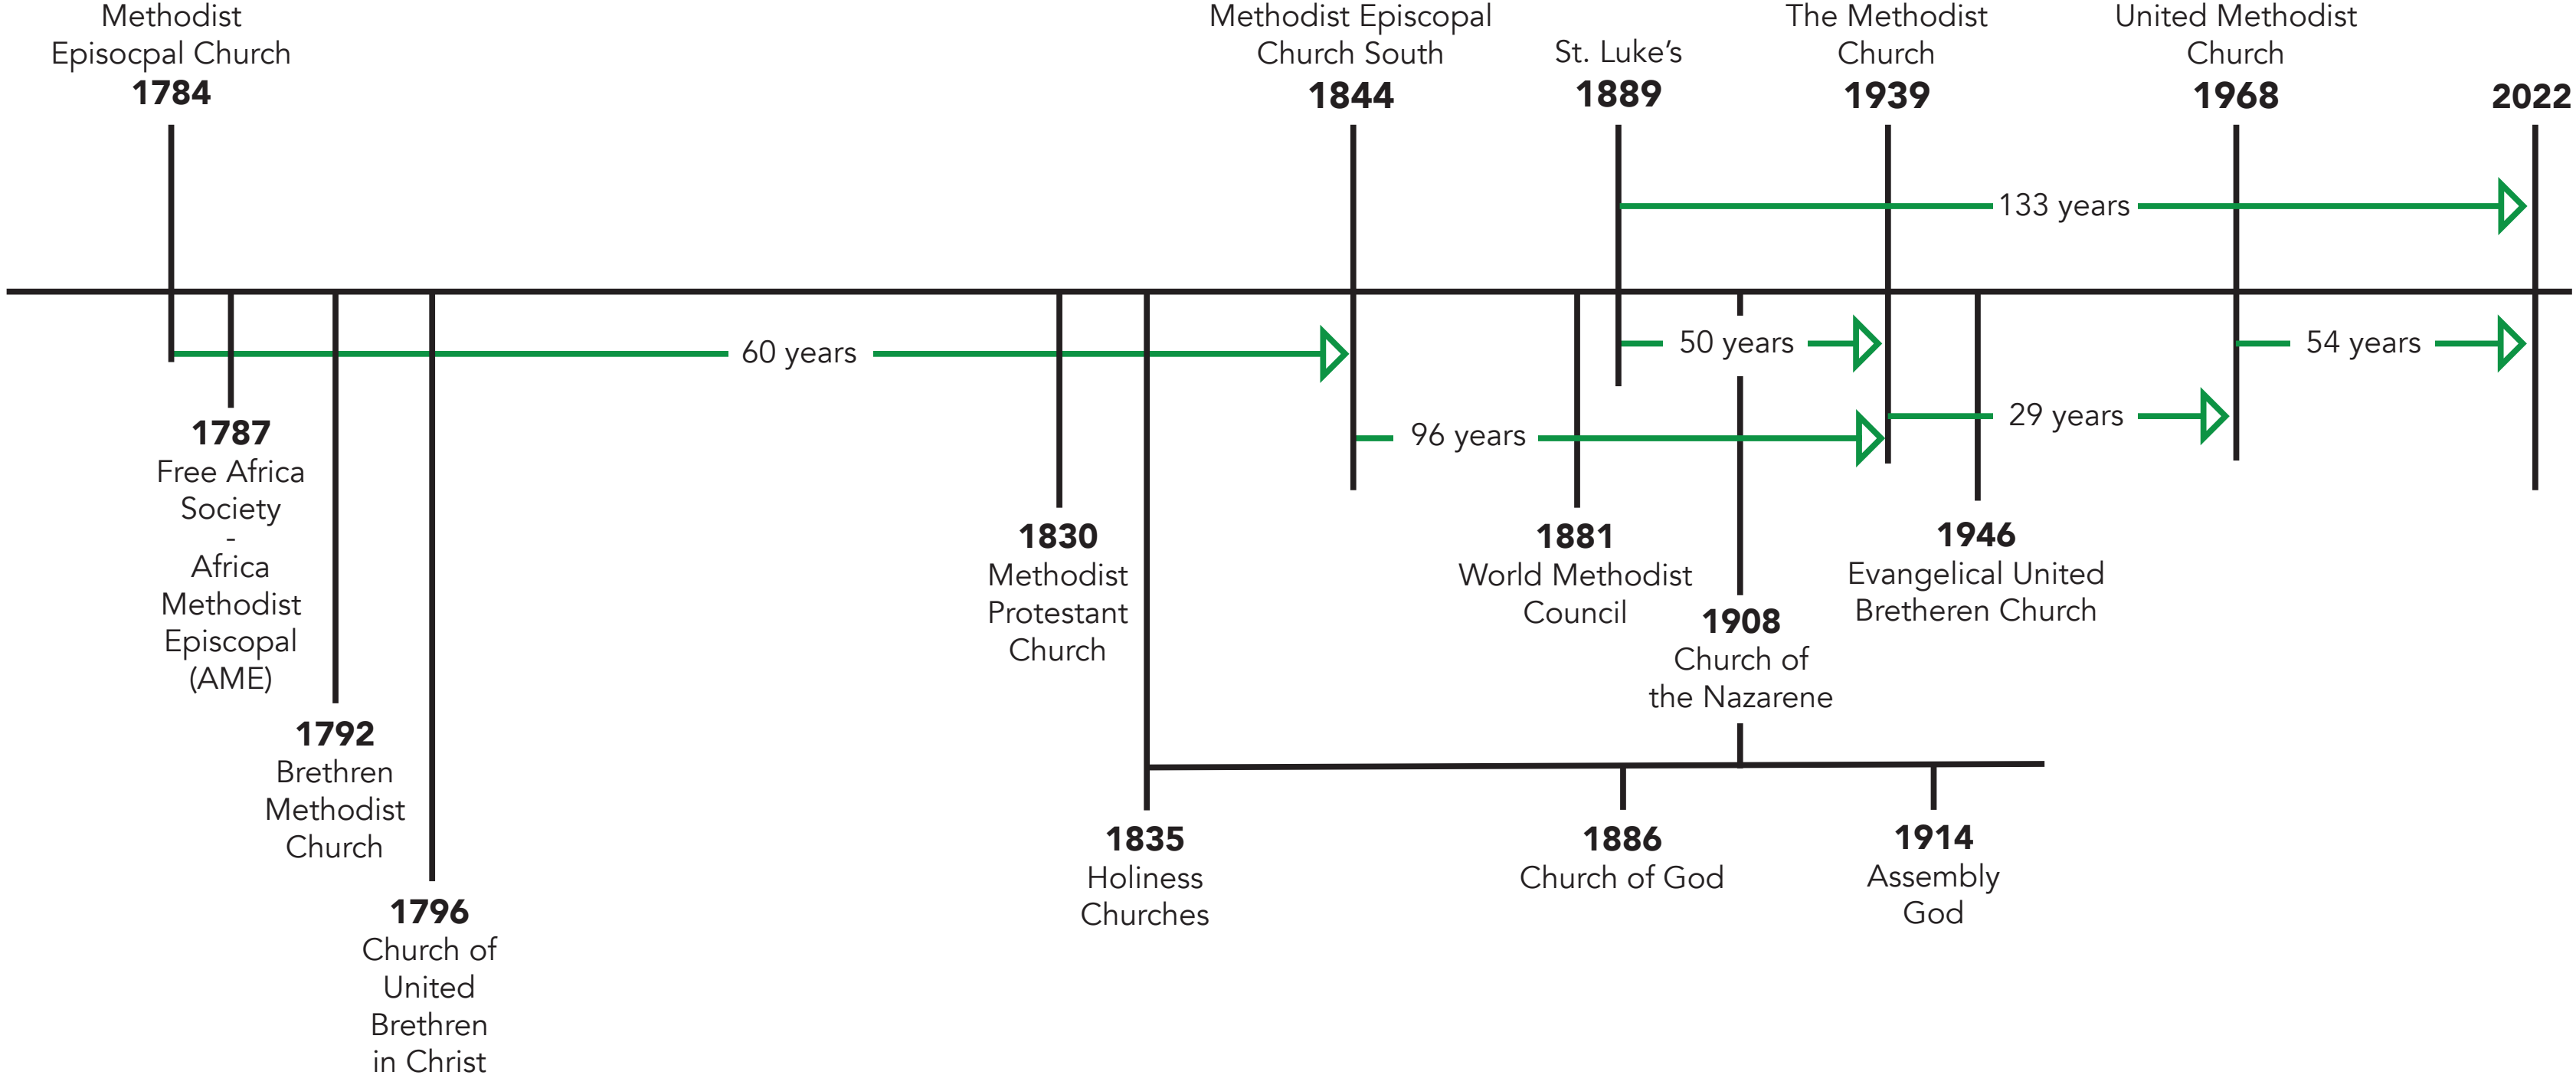 Methodist
Episocpal Church
1784
Methodist Episcopal
Church South
1844
St. Luke’s
1889
The Methodist
Church
1939
United Methodist
Church
1968
2022
133 years
60 years
50 years
54 years
96 years
29 years
1787
Free Africa
Society
-
Africa
Methodist
Episcopal
(AME)
1792
Brethren
Methodist
Church
1796
Church of
United
Brethren
in Christ
1830
Methodist
Protestant
Church
1835
Holiness
Churches
1881
World Methodist
Council
1886
Church of God
1908
Church of
the Nazarene
1914
Assembly
God
1946
Evangelical United
Bretheren Church